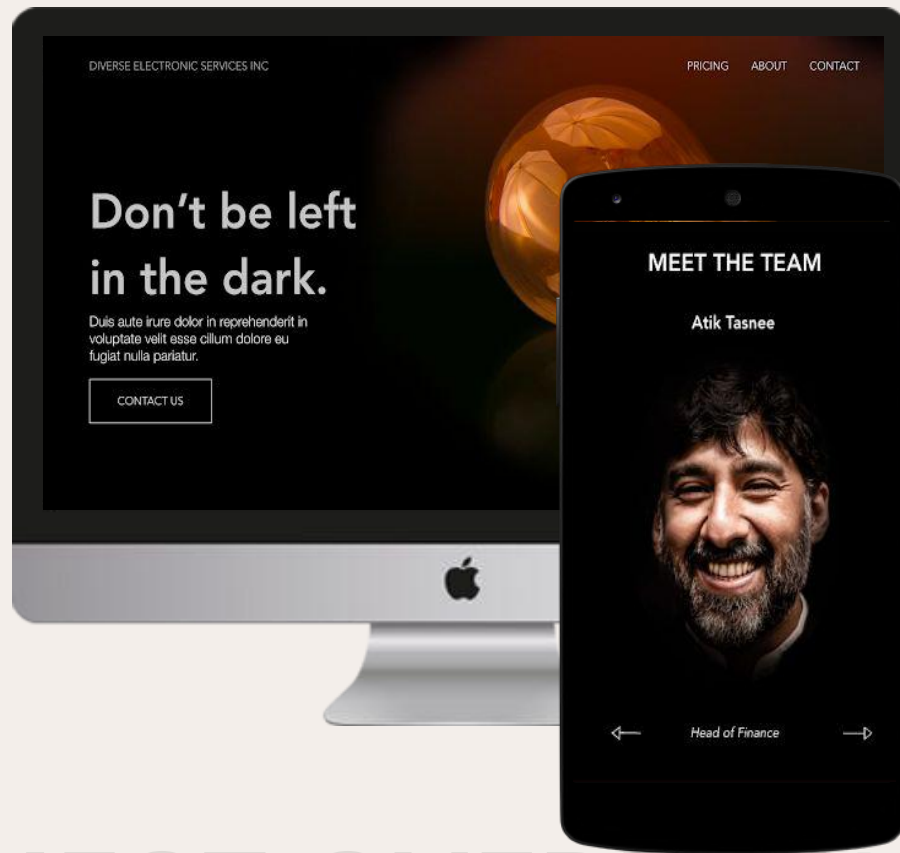 DIVERSE ELECTRONIC SERVICES INC
PRICING ABOUT CONTACT
Don't be left
in the dark.
Duis aute irure dolor in reprehenderit in
voluptate velit esse cillum dolore eu
fugiat nulla pariatur.
CONTACT US
MEET THE TEAM
Atik Tasnee
Head of Finance